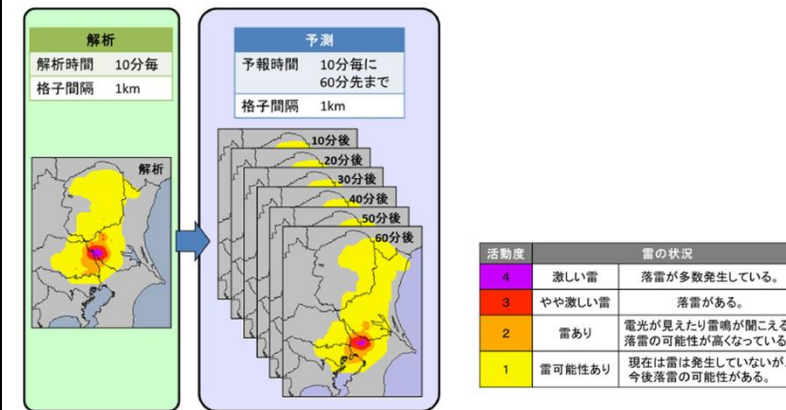 解析
解析時間 10分毎
格子間隔 1km
解析
予測
予報時間 10分毎に
60分先まで
格子間隔 1km
10分後
20分後
30分後
40分後
50分後
60分後
活動度 雷の状況
4 激しい雷 落雷が多数発生している。
3 やや激しい雷 落雷がある。
2 雷あり 電光が見えたり雷鳴が聞こえる
落雷の可能性が高くなっている
1 雷可能性あり 現在は雷は発生していないが、
今後落雷の可能性がある。